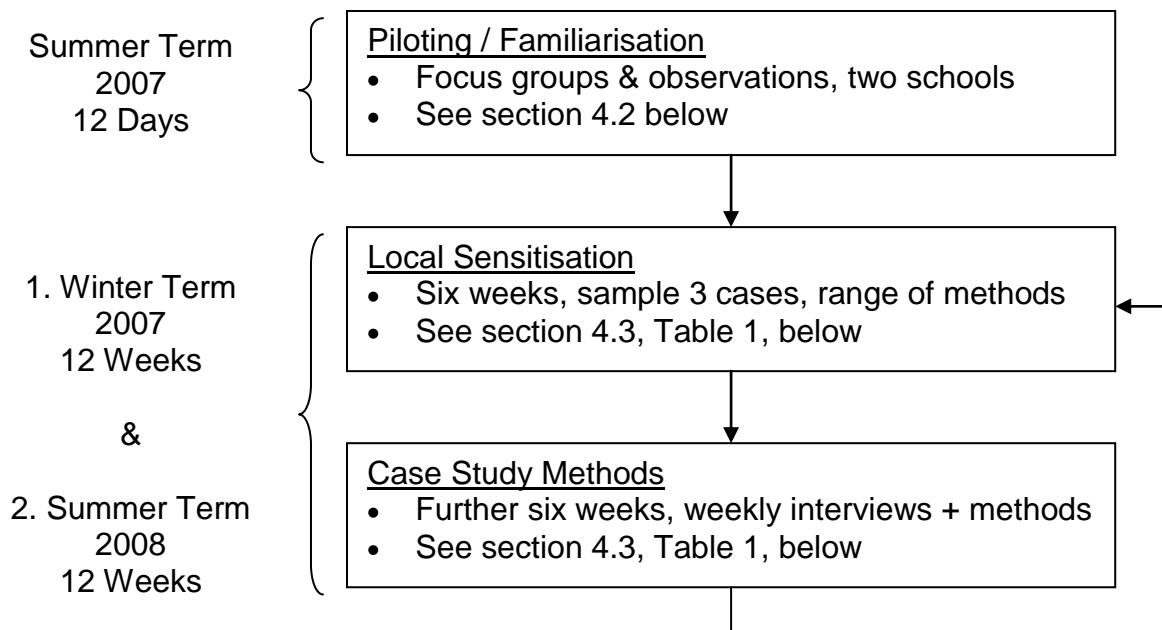 Summer Term
2007
12 Days
Piloting / Familiarisation
• Focus groups & observations, two schools
• See section 4.2 below
1. Winter Term
2007
12 Weeks
&
2. Summer Term
2008
12 Weeks
Local Sensitisation
• Six weeks, sample 3 cases, range of methods
• See section 4.3, Table 1, below
Case Study Methods
• Further six weeks, weekly interviews + methods
• See section 4.3, Table 1, below